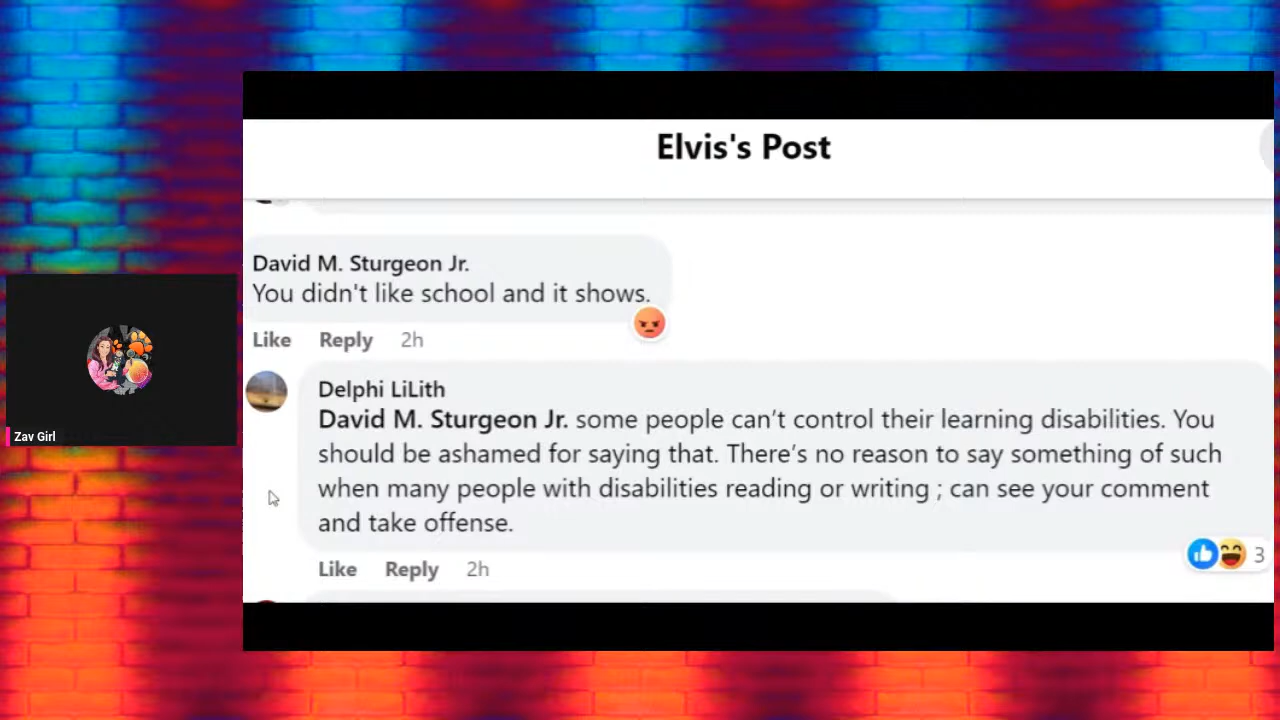 Elvis's Post
David M. Sturgeon Jr.
You didn't like school and it shows.
Like Reply 2h
Delphi LiLith
David M. Sturgeon Jr. some people can’t control their learning disabilities. You
should be ashamed for saying that. There’s no reason to say something of such
when many people with disabilities reading or writing ; can see your comment
and take offense.
3
Like Reply 2h
Zav Girl